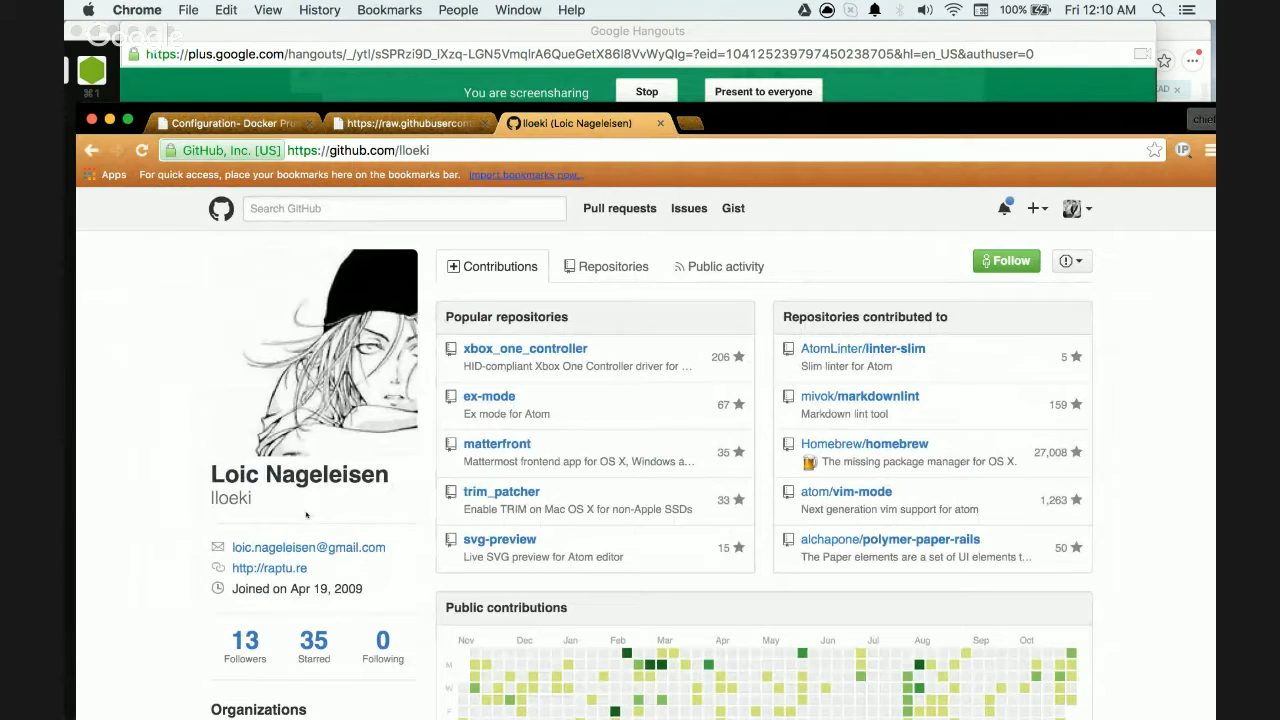 Chrome File Edit View History Bookmarks People Window Help 100% Fri 12:10 AM
Google
Google Hangouts
https://plus.google.com/hangouts/_/ytl/sSPRzi9D_lXzq-LGN5VmqlrA6QueGetX86l8VvWyQIg=?eid=104125239797450238705&hl=en_US&authuser=0
⌘1
You are screensharing Stop Present to everyone
AD
Configuration- Docker Pro
https://raw.githubusercont
lloeki (Loic Nageleisen)
chief
GitHub, Inc. [US] https://github.com/lloeki
IP
Apps For quick access, place your bookmarks here on the bookmarks bar. Import bookmarks now...
Search GitHub Pull requests Issues Gist
Contributions Repositories Public activity Follow
Loic Nageleisen
lloeki
loic.nageleisen@gmail.com
http://raptu.re
Joined on Apr 19, 2009
13 35 0
Followers Starred Following
Organizations
Popular repositories
xbox_one_controller 206
HID-compliant Xbox One Controller driver for ...
ex-mode 67
Ex mode for Atom
matterfront 35
Mattermost frontend app for OS X, Windows a...
trim_patcher 33
Enable TRIM on Mac OS X for non-Apple SSDs
svg-preview 15
Live SVG preview for Atom editor
Repositories contributed to
AtomLinter/linter-slim 5
Slim linter for Atom
mivok/markdownlint 159
Markdown lint tool
Homebrew/homebrew 27,008
The missing package manager for OS X.
atom/vim-mode 1,263
Next generation vim support for atom
alchapone/polymer-paper-rails 50
The Paper elements are a set of UI elements t...
Public contributions
Nov Dec Jan Feb Mar Apr May Jun Jul Aug Sep Oct
M
W